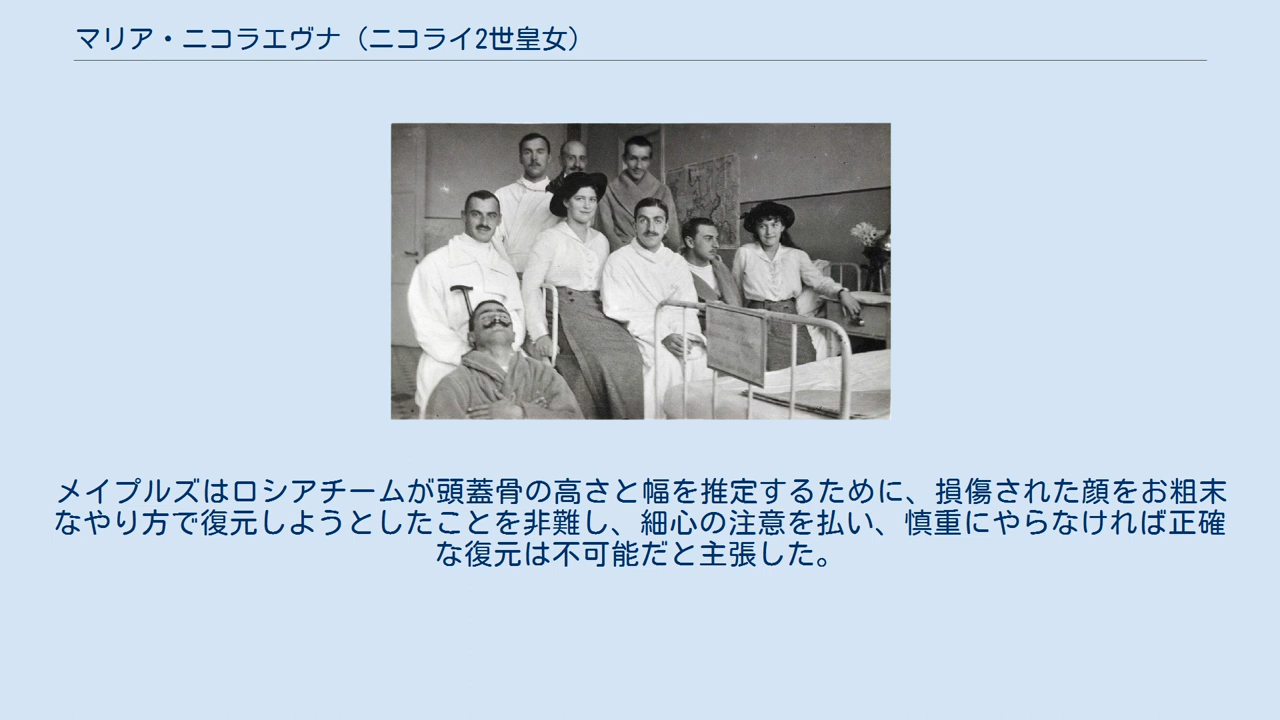 マリア・ニコラエヴナ（ニコライ2世皇女）
メイプルズはロシアチームが頭蓋骨の高さと幅を推定するために、損傷された顔をお粗末
なやり方で復元しようとしたことを非難し、細心の注意を払い、慎重にやらなければ正確
な復元は不可能だと主張した。